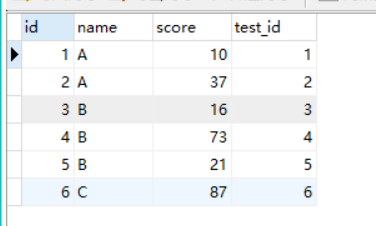 id name score test_id
1 A 10 1
2 A 37 2
3 B 16 3
4 B 73 4
5 B 21 5
6 C 87 6